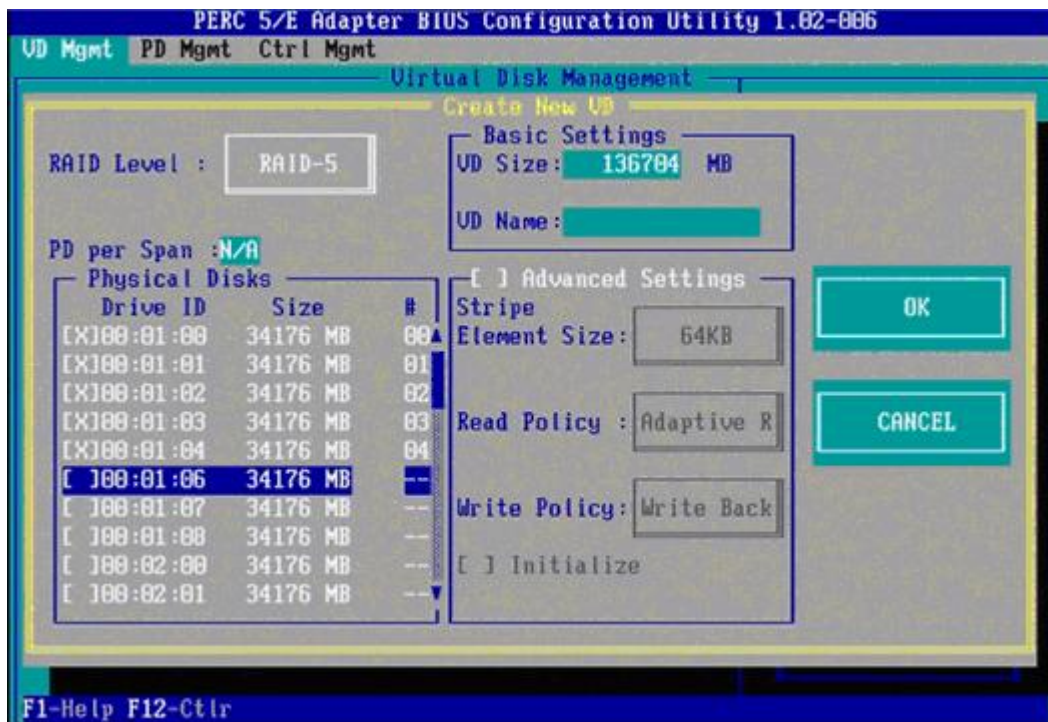 PERC 5/E Adapter BIOS Configuration Utility 1.02-006
VD Mgmt PD Mgmt Ctrl Mgmt
Virtual Disk Management
Create New VD
RAID Level : RAID-5
Basic Settings
VD Size: 136704 MB
VD Name:
PD per Span :N/A
Physical Disks
Drive ID Size #
[X]00:01:00 34176 MB 00
[X]00:01:01 34176 MB 01
[X]00:01:02 34176 MB 02
[X]00:01:03 34176 MB 03
[X]00:01:04 34176 MB 04
[ ]00:01:06 34176 MB --
[ ]00:01:07 34176 MB --
[ ]00:01:08 34176 MB --
[ ]00:02:00 34176 MB --
[ ]00:02:01 34176 MB --
[ ] Advanced Settings
Stripe
Element Size: 64KB
Read Policy : Adaptive R
Write Policy: Write Back
[ ] Initialize
OK
CANCEL
F1-Help F12-Ctlr